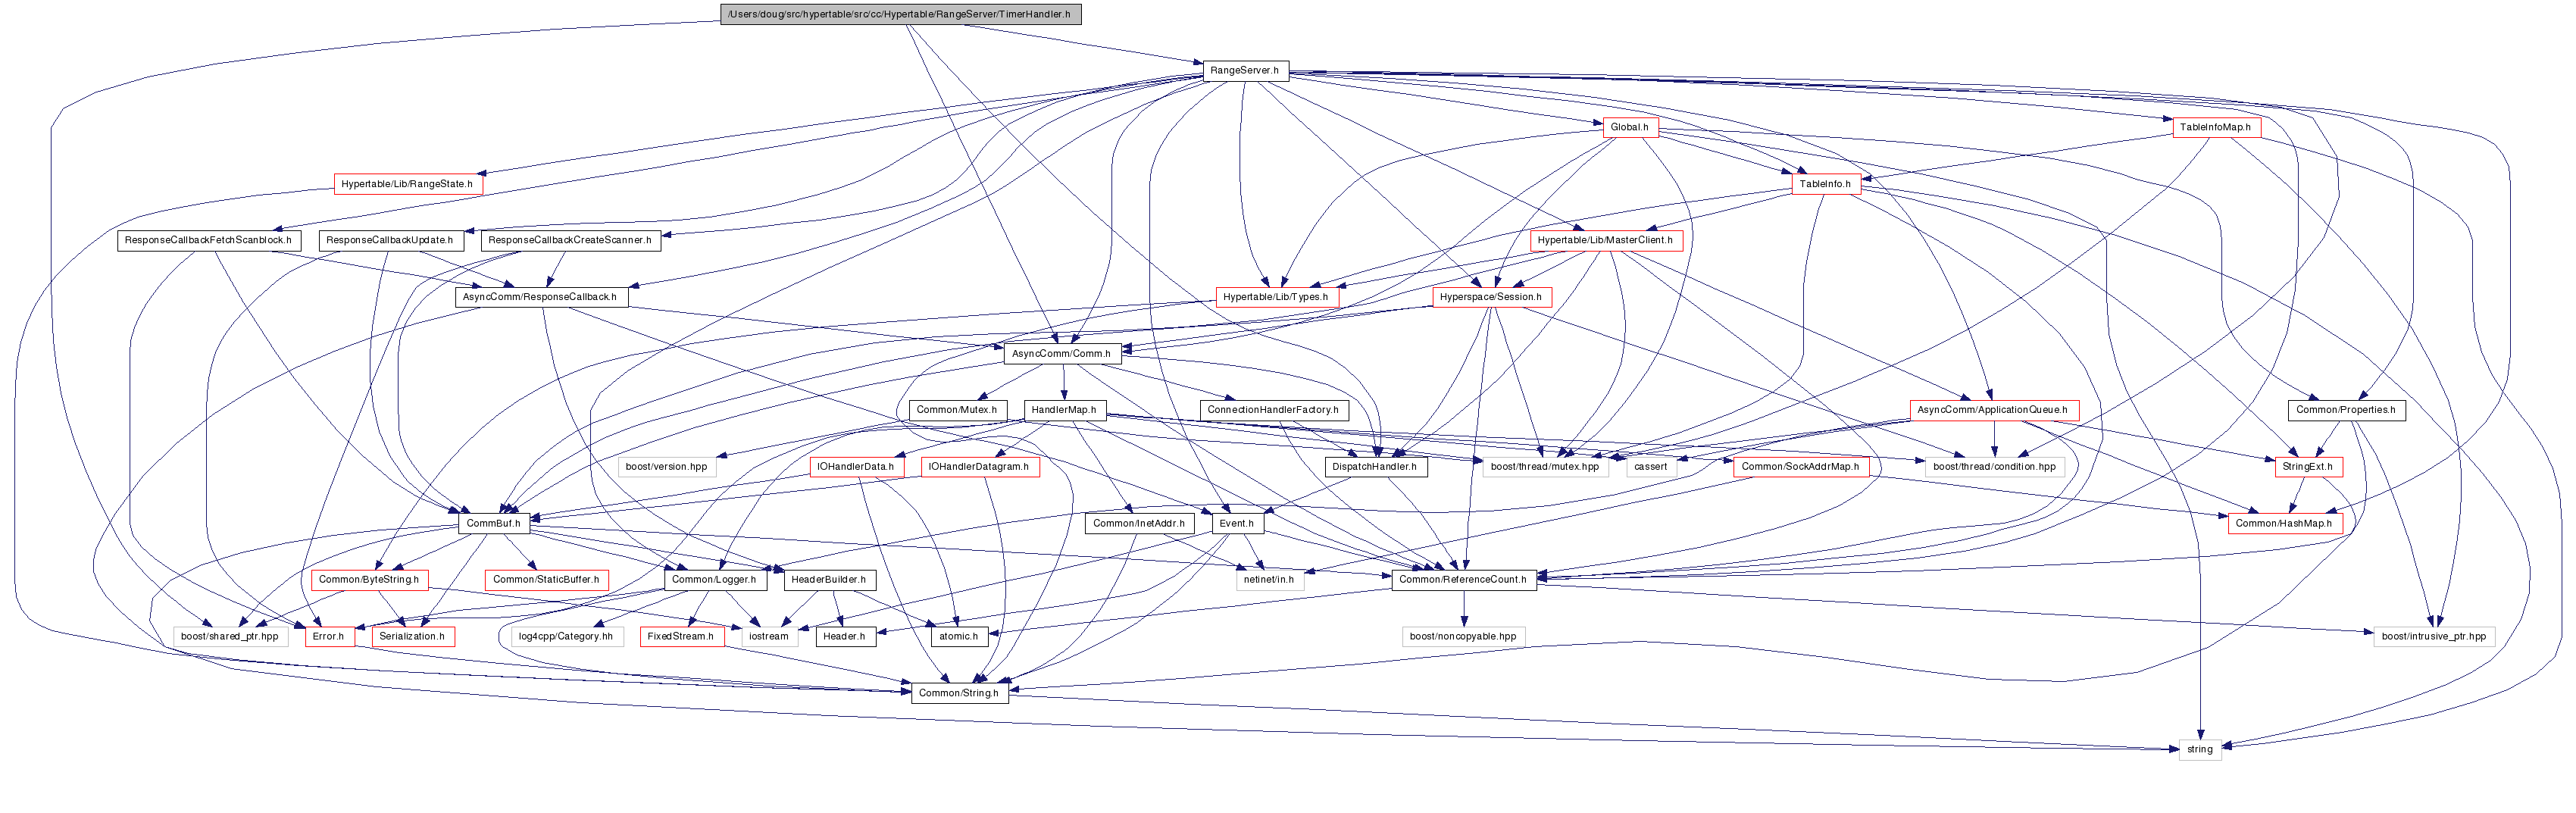 /Users/doug/src/hypertable/src/cc/Hypertable/RangeServer/TimerHandler.h
RangeServer.h
Global.h
TableInfoMap.h
Hypertable/Lib/RangeState.h
TableInfo.h
ResponseCallbackFetchScanblock.h
ResponseCallbackUpdate.h
ResponseCallbackCreateScanner.h
Hypertable/Lib/MasterClient.h
AsyncComm/ResponseCallback.h
Hypertable/Lib/Types.h
Hyperspace/Session.h
AsyncComm/Comm.h
Common/Mutex.h
HandlerMap.h
ConnectionHandlerFactory.h
AsyncComm/ApplicationQueue.h
Common/Properties.h
boost/version.hpp
IOHandlerData.h
IOHandlerDatagram.h
DispatchHandler.h
boost/thread/mutex.hpp
cassert
Common/SockAddrMap.h
boost/thread/condition.hpp
StringExt.h
CommBuf.h
Common/InetAddr.h
Event.h
Common/HashMap.h
Common/ByteString.h
Common/StaticBuffer.h
Common/Logger.h
HeaderBuilder.h
netinet/in.h
Common/ReferenceCount.h
boost/shared_ptr.hpp
Error.h
Serialization.h
log4cpp/Category.hh
FixedStream.h
iostream
Header.h
atomic.h
boost/noncopyable.hpp
boost/intrusive_ptr.hpp
Common/String.h
string